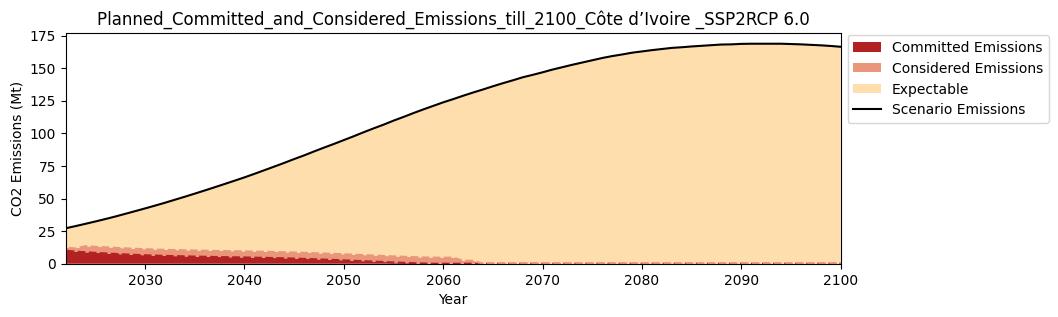 Planned_Committed_and_Considered_Emissions_till_2100_Côte d’Ivoire _SSP2RCP 6.0
175
150
125
100
75
50
25
0
CO2 Emissions (Mt)
2030
2040
2050
2060
2070
2080
2090
2100
Year
Committed Emissions
Considered Emissions
Expectable
Scenario Emissions